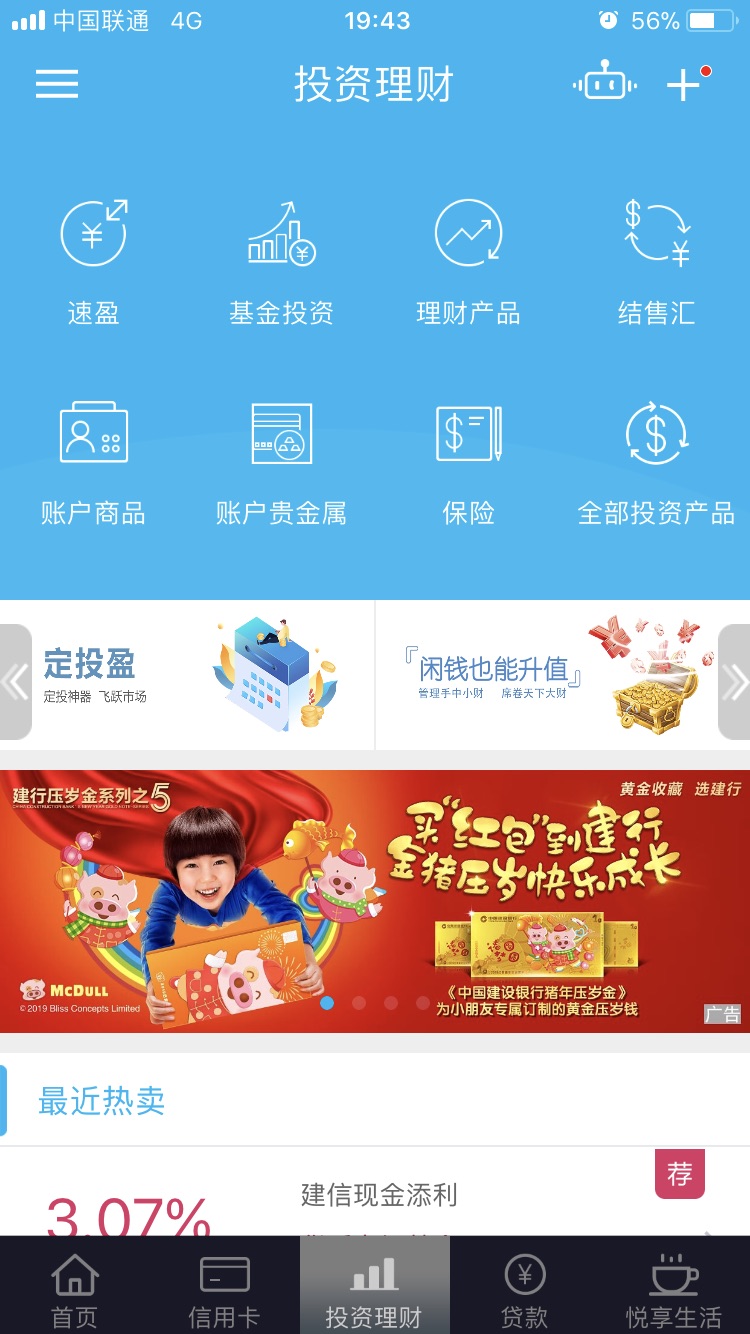 中国联通 4G 19:43 56%
投资理财
速盈 基金投资 理财产品 结售汇
账户商品 账户贵金属 保险 全部投资产品
定投盈
定投神器 飞跃市场
『闲钱也能升值』
管理手中小财 席卷天下大财
建行压岁金系列之5
黄金收藏 选建行
买“红包”到建行
金猪压岁快乐成长
中国建设银行
McDULL
© 2019 Bliss Concepts Limited
《中国建设银行猪年压岁金》
为小朋友专属订制的黄金压岁钱
广告
最近热卖
荐
3.07%
建信现金添利
首页 信用卡 投资理财 贷款 悦享生活